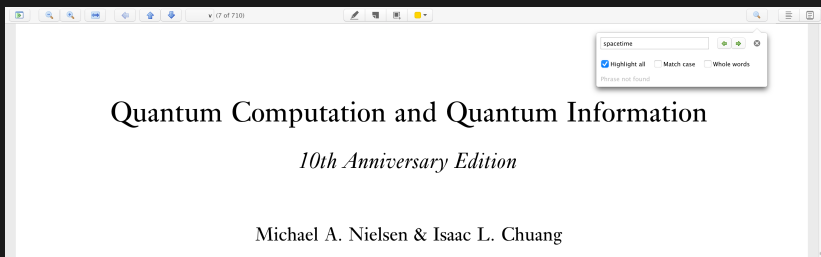 v (7 of 710)
spacetime
Highlight all Match case Whole words
Phrase not found
Quantum Computation and Quantum Information
10th Anniversary Edition
Michael A. Nielsen & Isaac L. Chuang